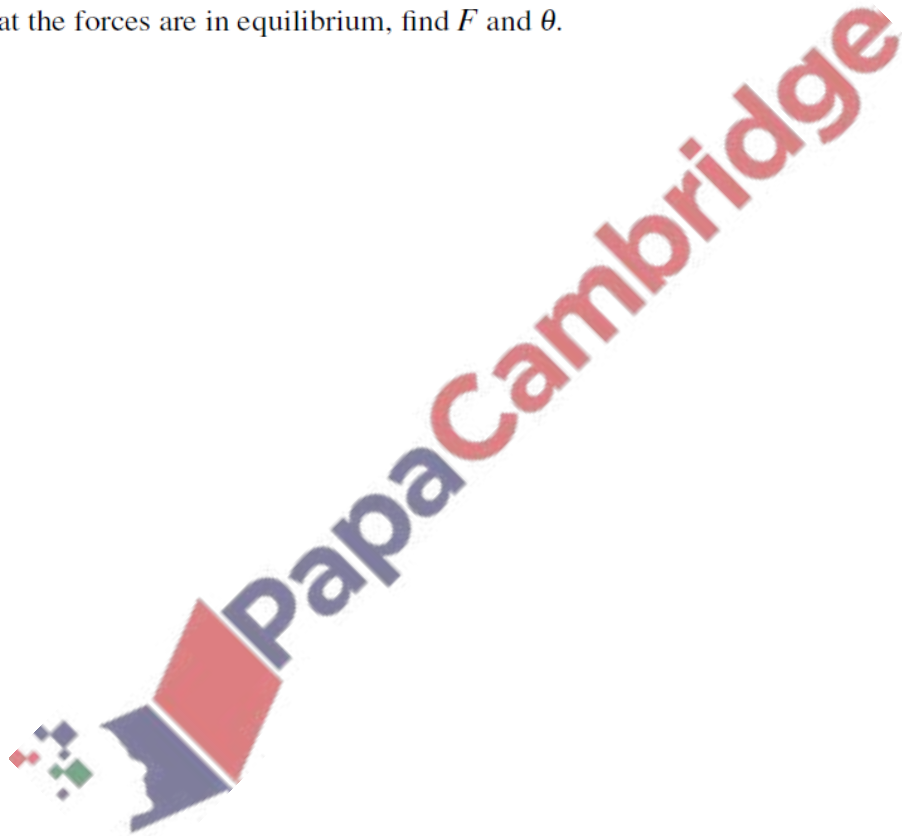 at the forces are in equilibrium, find F and θ.
PapaCambridge